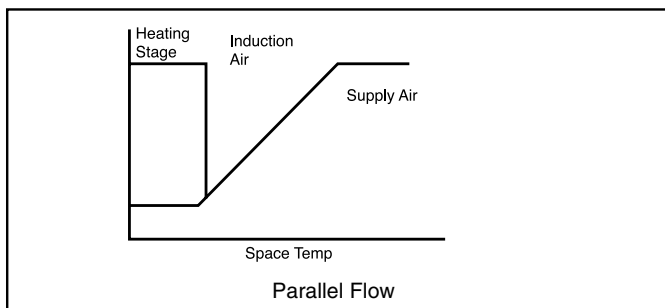 Heating
Stage
Induction
Air
Supply Air
Space Temp
Parallel Flow